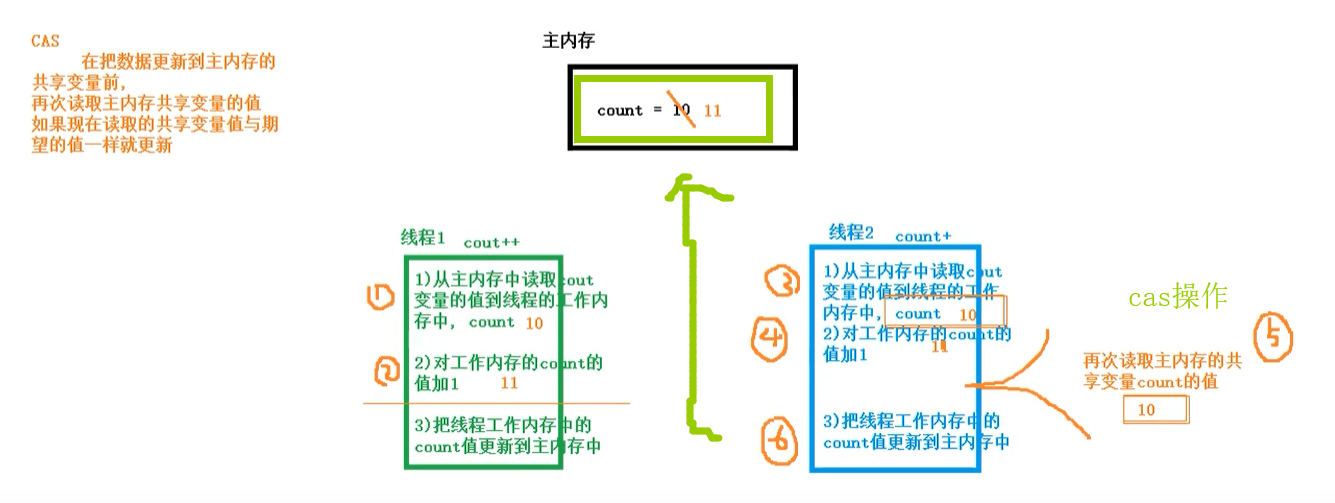 CAS
在把数据更新到主内存的
共享变量前，
再次读取主内存共享变量的值
如果现在读取的共享变量值与期
望的值一样就更新
主内存
count = 10 11
线程1 cout++
1)从主内存中读取cout
变量的值到线程的工作内
存中, count 10
2)对工作内存的count的
值加1 11
3)把线程工作内存中的
count值更新到主内存中
①
②
线程2 count+
1)从主内存中读取cout
变量的值到线程的工作
内存中, count 10
2)对工作内存的count的
值加1 11
3)把线程工作内存中的
count值更新到主内存中
③
④
⑥
cas操作
⑤
再次读取主内存的共
享变量count的值
10